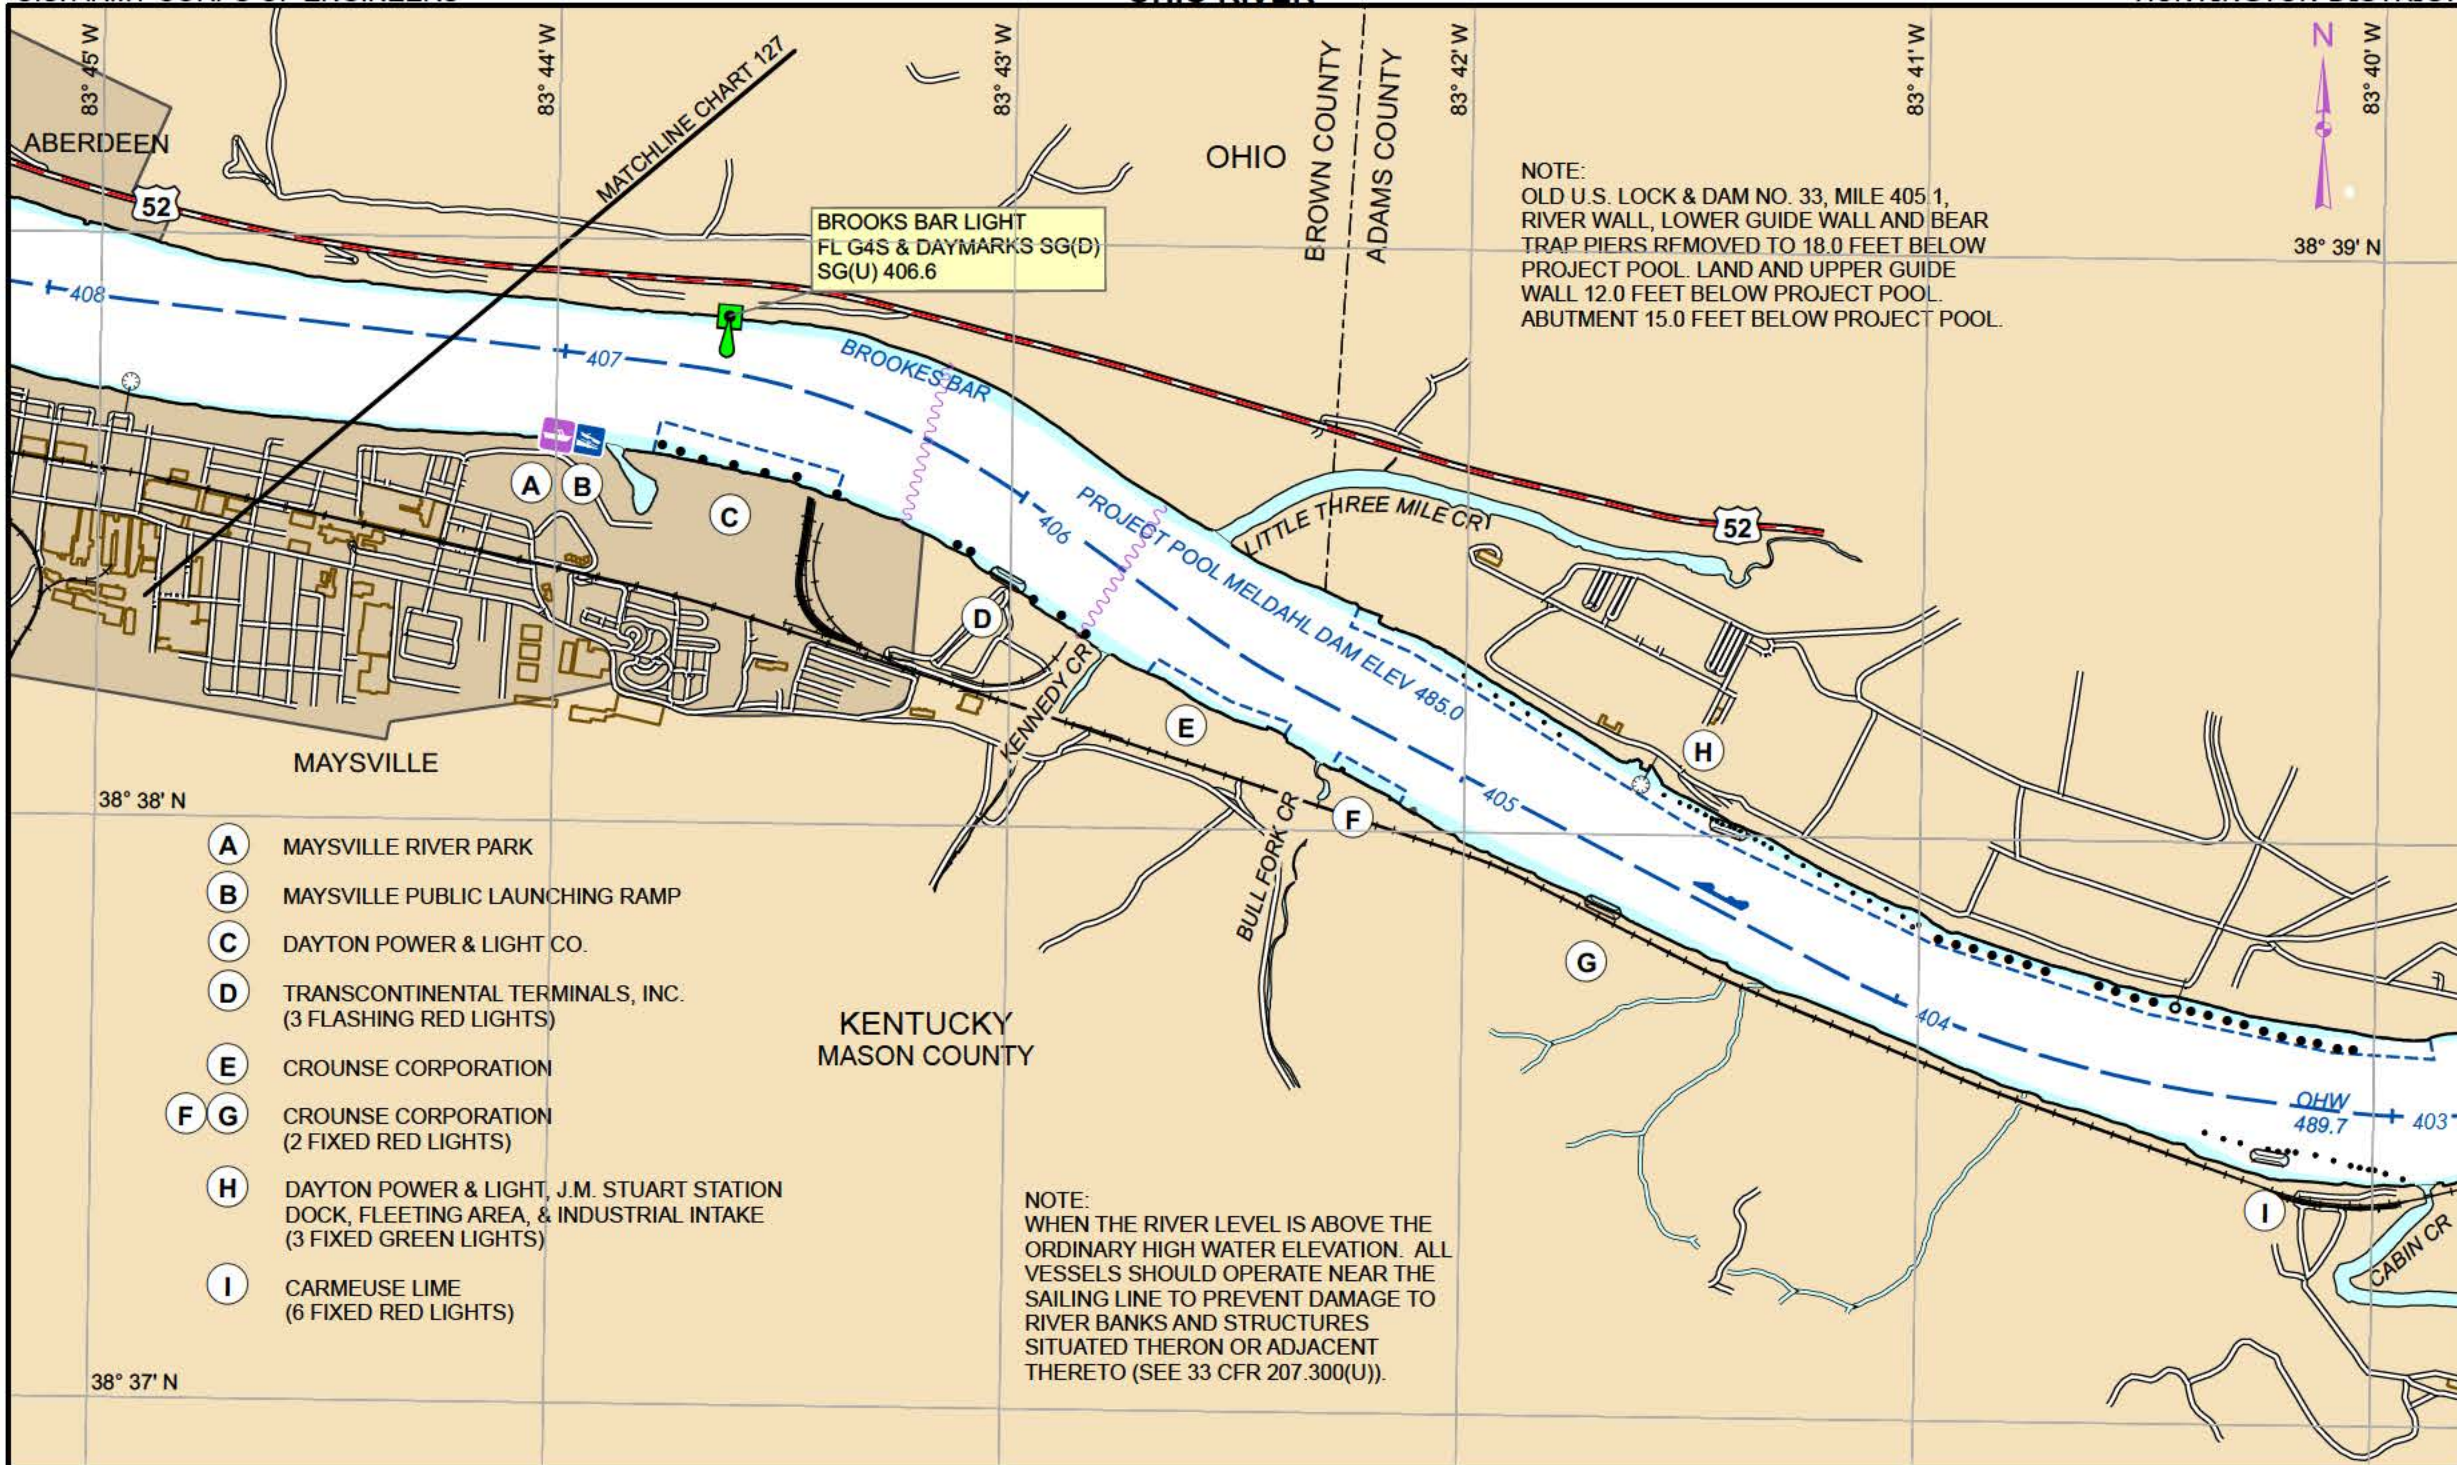 83° 45' W
83° 44' W
83° 43' W
83° 42' W
83° 41' W
83° 40' W
N
MATCHLINE CHART 127
ABERDEEN
52
OHIO
BROWN COUNTY
ADAMS COUNTY
NOTE:
OLD U.S. LOCK & DAM NO. 33, MILE 405.1,
RIVER WALL, LOWER GUIDE WALL AND BEAR
TRAP PIERS REMOVED TO 18.0 FEET BELOW
PROJECT POOL. LAND AND UPPER GUIDE
WALL 12.0 FEET BELOW PROJECT POOL.
ABUTMENT 15.0 FEET BELOW PROJECT POOL.
38° 39' N
BROOKS BAR LIGHT
FL G4S & DAYMARKS SG(D)
SG(U) 406.6
408
407
BROOKES BAR
A
B
C
406
PROJECT POOL MELDAHL DAM ELEV 485.0
LITTLE THREE MILE CR
52
D
KENNEDY CR
E
H
MAYSVILLE
405
F
BULL FORK CR
G
404
OHW
489.7
403
I
CABIN CR
38° 38' N
A MAYSVILLE RIVER PARK
B MAYSVILLE PUBLIC LAUNCHING RAMP
C DAYTON POWER & LIGHT CO.
D TRANSCONTINENTAL TERMINALS, INC.
(3 FLASHING RED LIGHTS)
E CROUNSE CORPORATION
F G CROUNSE CORPORATION
(2 FIXED RED LIGHTS)
H DAYTON POWER & LIGHT, J.M. STUART STATION
DOCK, FLEETING AREA, & INDUSTRIAL INTAKE
(3 FIXED GREEN LIGHTS)
I CARMEUSE LIME
(6 FIXED RED LIGHTS)
KENTUCKY
MASON COUNTY
NOTE:
WHEN THE RIVER LEVEL IS ABOVE THE
ORDINARY HIGH WATER ELEVATION. ALL
VESSELS SHOULD OPERATE NEAR THE
SAILING LINE TO PREVENT DAMAGE TO
RIVER BANKS AND STRUCTURES
SITUATED THERON OR ADJACENT
THERETO (SEE 33 CFR 207.300(U)).
38° 37' N